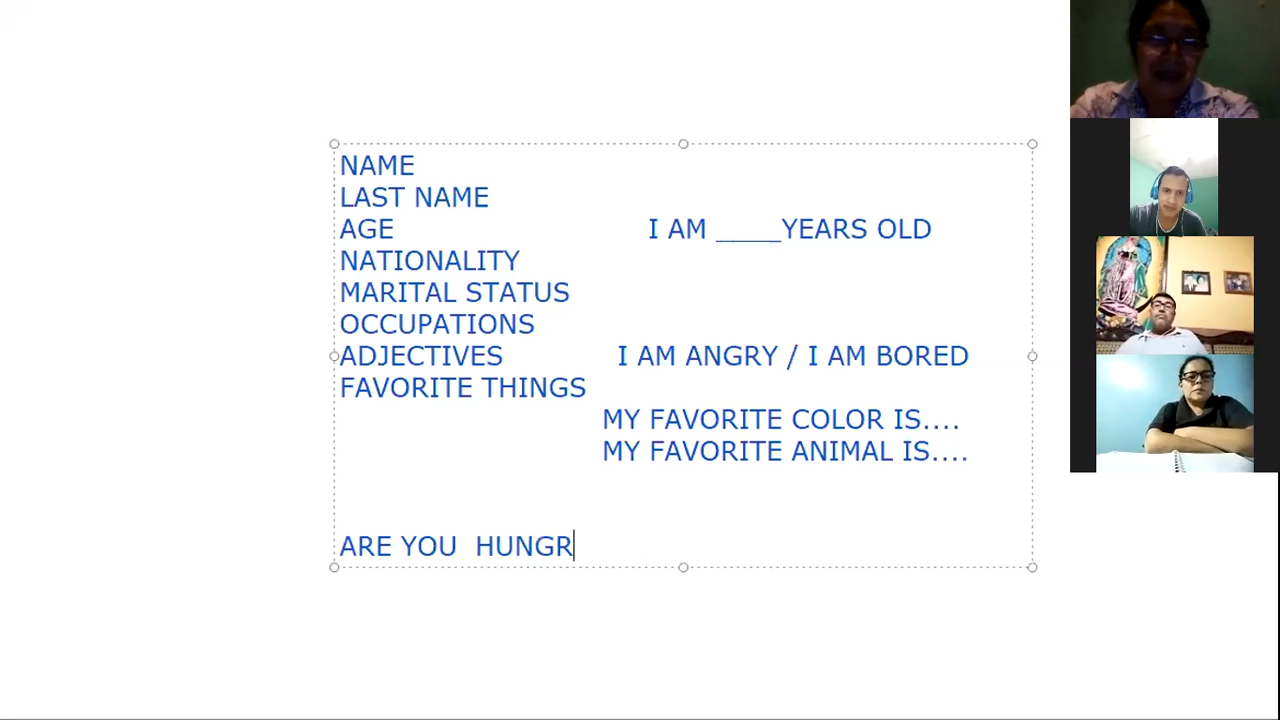 NAME
LAST NAME
AGE I AM ____YEARS OLD
NATIONALITY
MARITAL STATUS
OCCUPATIONS
ADJECTIVES I AM ANGRY / I AM BORED
FAVORITE THINGS
MY FAVORITE COLOR IS....
MY FAVORITE ANIMAL IS....
ARE YOU HUNGR